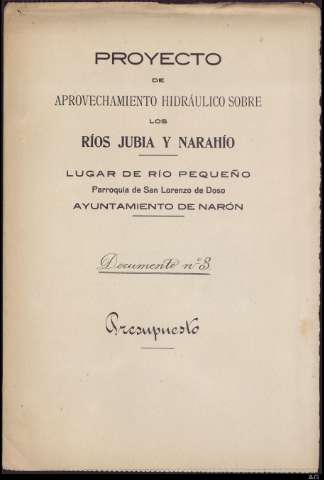 PROYECTO
DE
APROVECHAMIENTO HIDRÁULICO SOBRE
LOS
RÍOS JUBIA Y NARAHÍO
LUGAR DE RÍO PEQUEÑO
Parroquia de San Lorenzo de Doso
AYUNTAMIENTO DE NARÓN
Documento nº 3
Presupuesto